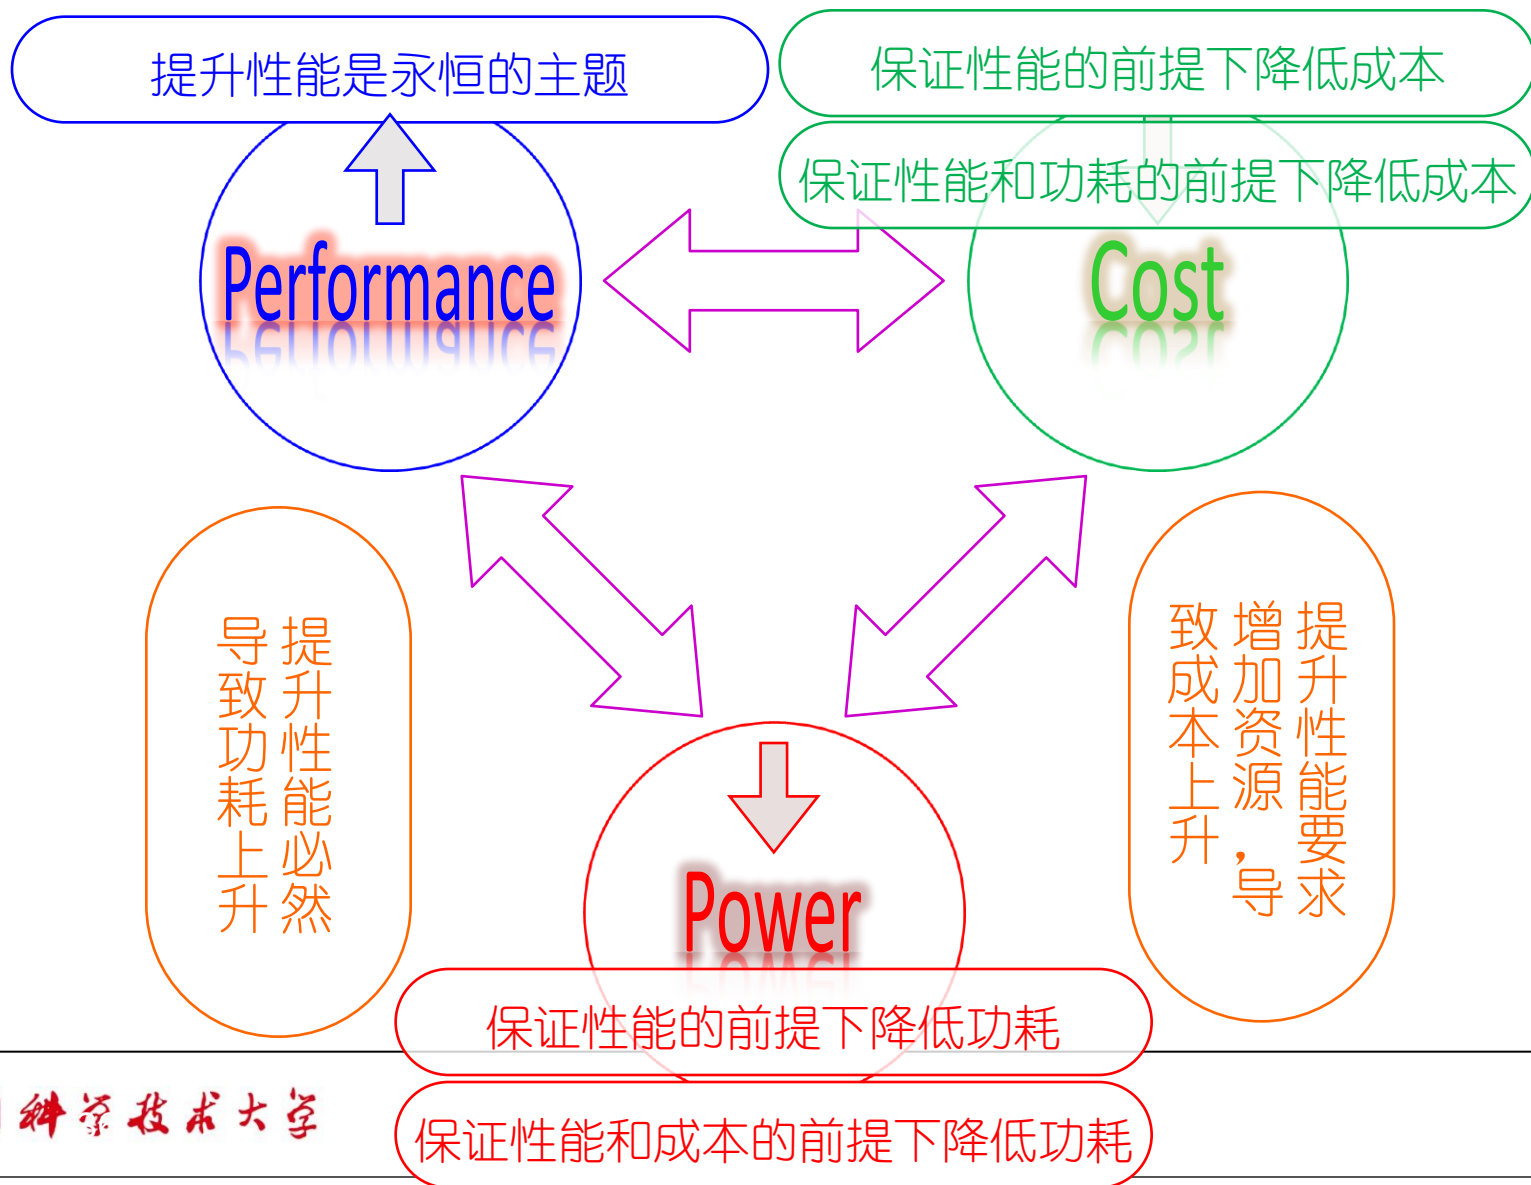 提升性能是永恒的主题
保证性能的前提下降低成本
保证性能和功耗的前提下降低成本
Performance
Cost
提升性能必然
导致功耗上升
提升性能要求
增加资源，导
致成本上升
Power
保证性能的前提下降低功耗
科学技术大学
保证性能和成本的前提下降低功耗